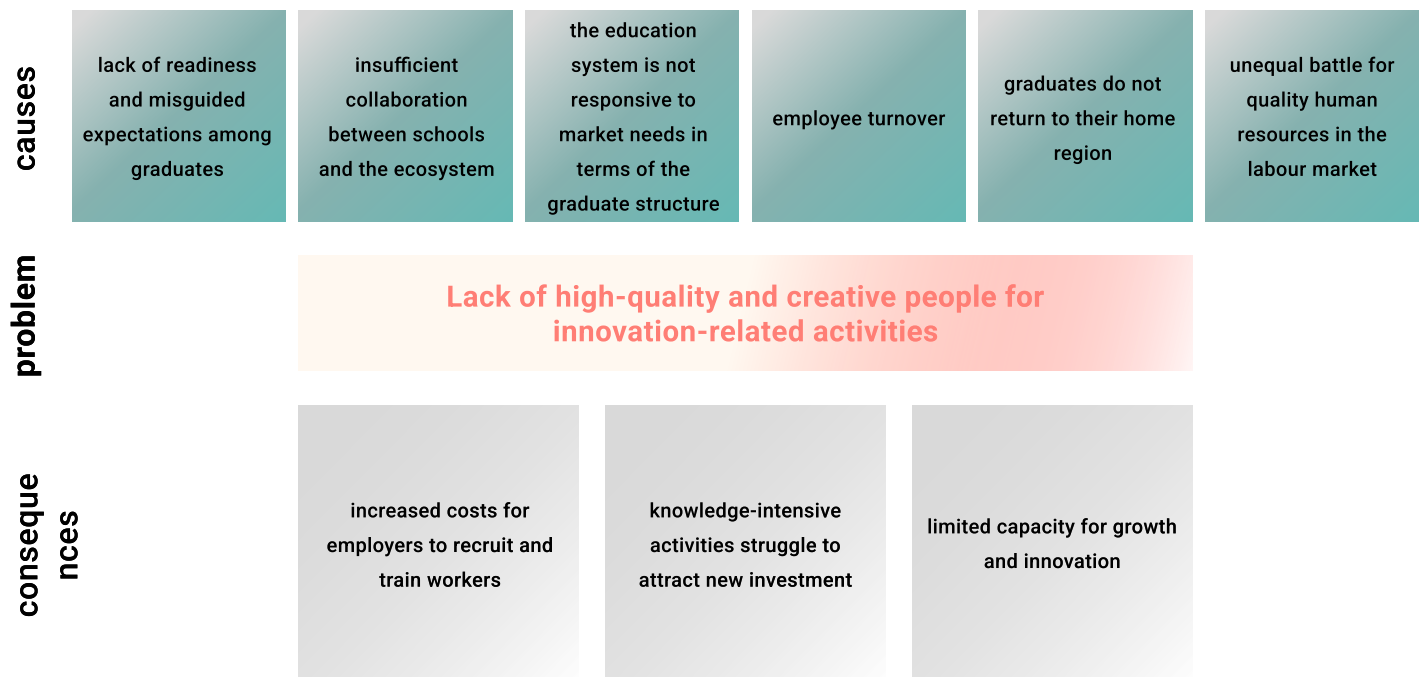 causes
lack of readiness
and misguided
expectations among
graduates
insufficient
collaboration
between schools
and the ecosystem
the education
system is not
responsive to
market needs in
terms of the
graduate structure
employee turnover
graduates do not
return to their home
region
unequal battle for
quality human
resources in the
labour market
problem
Lack of high-quality and creative people for
innovation-related activities
conseque
nces
increased costs for
employers to recruit and
train workers
knowledge-intensive
activities struggle to
attract new investment
limited capacity for growth
and innovation